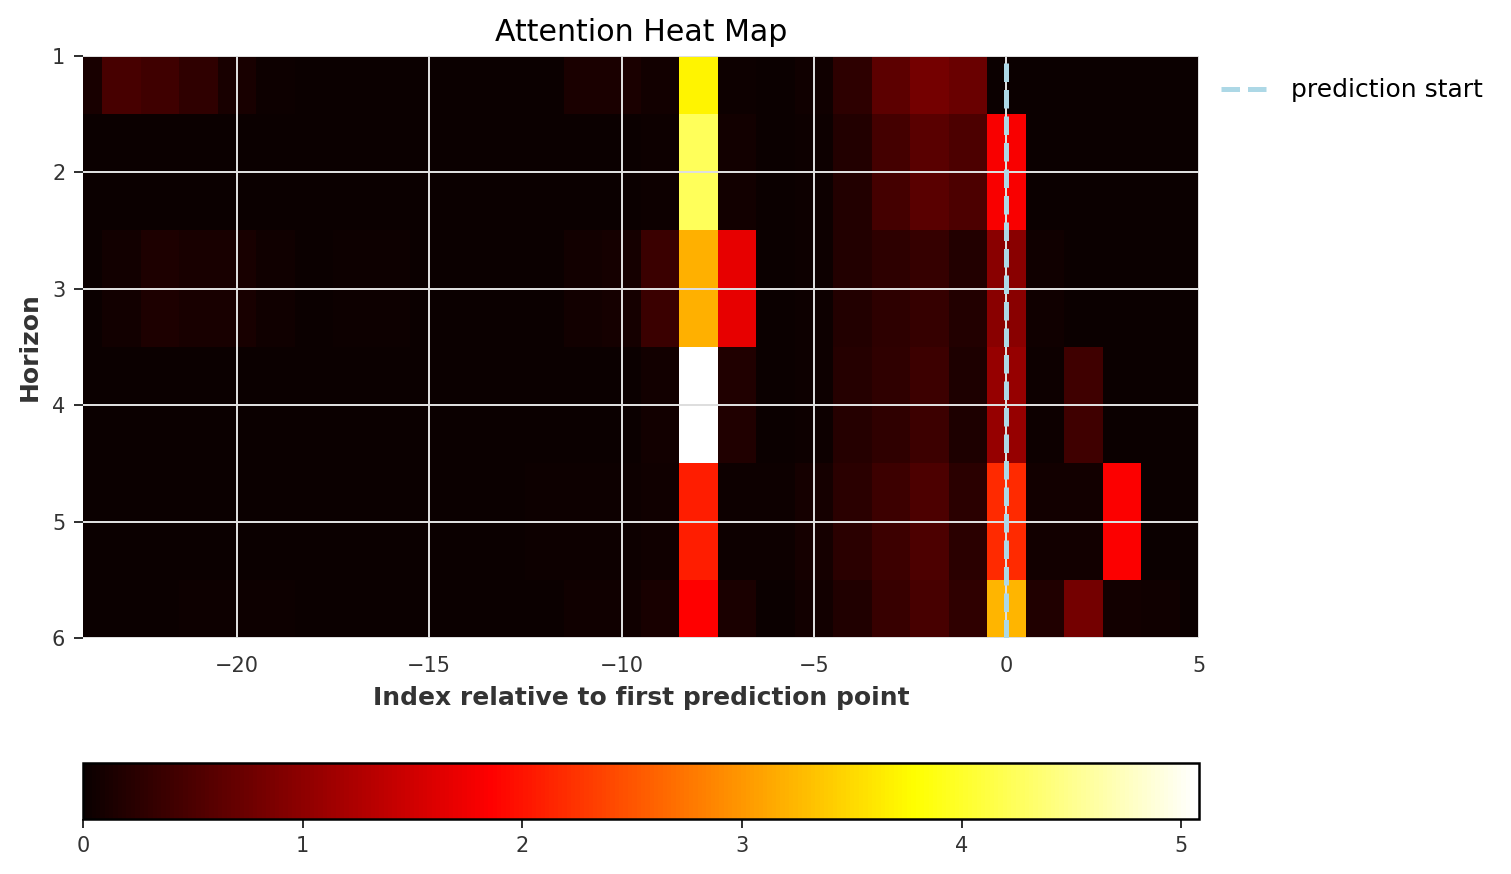 Attention Heat Map
prediction start
Horizon
1
2
3
4
5
6
−20 −15 −10 −5 0 5
Index relative to first prediction point
0 1 2 3 4 5